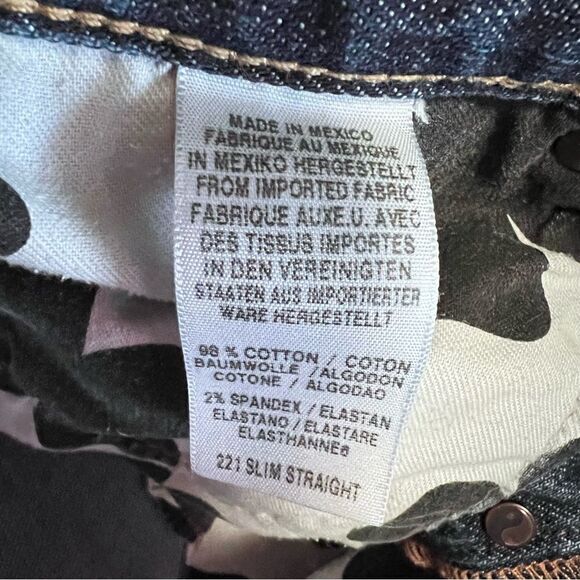 MADE IN MEXICO
FABRIQUE AU MEXIQUE
IN MEXIKO HERGESTELLT
FROM IMPORTED FABRIC
FABRIQUE AUX E.U. AVEC
DES TISSUS IMPORTES
IN DEN VEREINIGTEN
STAATEN AUS IMPORTIERTER
WARE HERGESTELLT
98 % COTTON / COTON
BAUMWOLLE / ALGODON
COTONE / ALGODAO
2% SPANDEX / ELASTAN
ELASTANO / ELASTARE
ELASTHANNE
221 SLIM STRAIGHT